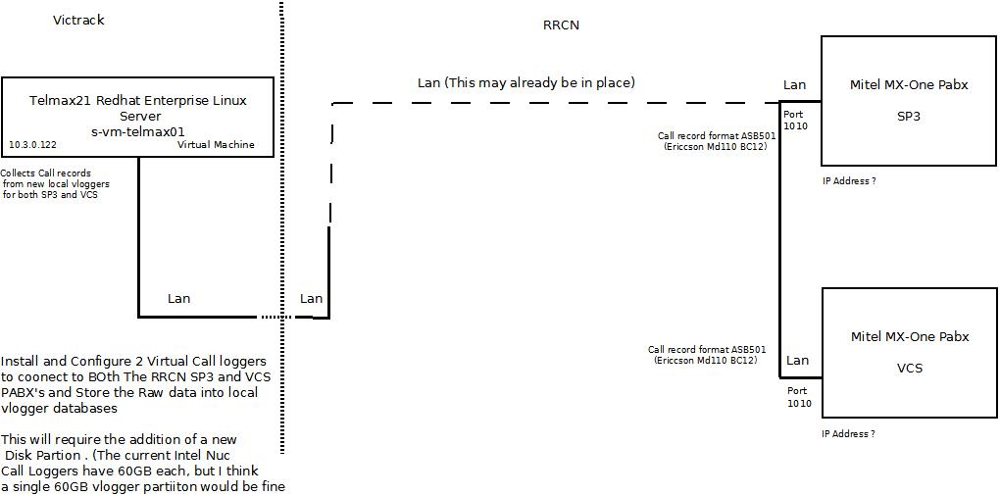 Victrack
RRCN
Telmax21 Redhat Enterprise Linux
Server
s-vm-telmax01
10.3.0.122 Virtual Machine
Collects Call records
from new local vloggers
for both SP3 and VCS
Lan
Lan
Lan (This may already be in place)
Lan
Port
1010
Call record format ASB501
(Ericcson Md110 BC12)
Mitel MX-One Pabx
SP3
IP Address ?
Call record format ASB501
(Ericcson Md110 BC12)
Lan
Port
1010
Mitel MX-One Pabx
VCS
IP Address ?
Install and Configure 2 Virtual Call loggers
to coonect to BOth The RRCN SP3 and VCS
PABX's and Store the Raw data into local
vlogger databases
This will require the addition of a new
Disk Partion . (The current Intel Nuc
Call Loggers have 60GB each, but I think
a single 60GB vlogger partiiton would be fine